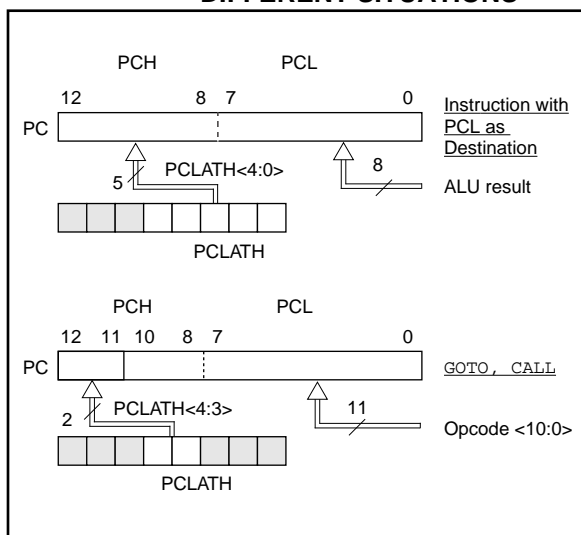 PCH PCL
12 8 7 0
PC
Instruction with
PCL as
Destination
5 PCLATH<4:0> 8
ALU result
PCLATH
PCH PCL
12 11 10 8 7 0
PC
GOTO, CALL
2 PCLATH<4:3> 11
Opcode <10:0>
PCLATH